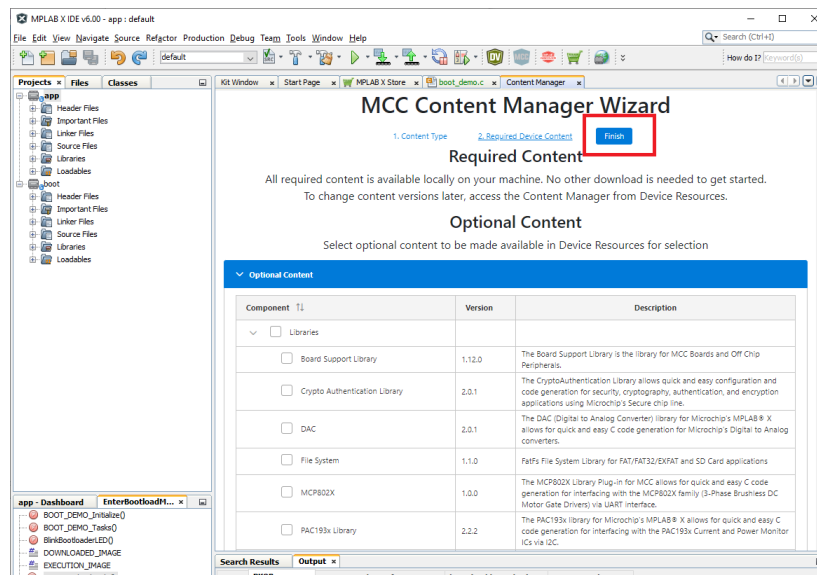 MPLAB X IDE v6.00 - app : default
File Edit View Navigate Source Refactor Production Debug Team Tools Window Help
Search (Ctrl+I)
default
How do I? Keyword(s)
Projects Files Classes
Kit Window Start Page MPLAB X Store boot_demo.c Content Manager
app
Header Files
Important Files
Linker Files
Source Files
Libraries
Loadables
boot
Header Files
Important Files
Linker Files
Source Files
Libraries
Loadables
MCC Content Manager Wizard
1. Content Type 2. Required Device Content Finish
Required Content
All required content is available locally on your machine. No other download is needed to get started.
To change content versions later, access the Content Manager from Device Resources.
Optional Content
Select optional content to be made available in Device Resources for selection
Optional Content
Component Version Description
Libraries
Board Support Library 1.12.0 The Board Support Library is the library for MCC Boards and Off Chip
Peripherals.
Crypto Authentication Library 2.0.1 The CryptoAuthentication Library allows quick and easy configuration and
code generation for security, cryptography, authentication, and encryption
applications using Microchip's Secure chip line.
DAC 2.0.1 The DAC (Digital to Analog Converter) library for Microchip's MPLAB® X
allows for quick and easy C code generation for Microchip's Digital to Analog
converters.
File System 1.1.0 FatFs File System Library for FAT/FAT32/EXFAT and SD Card applications
MCP802X 1.0.0 The MCP802X Library Plug-in for MCC allows for quick and easy C code
generation for interfacing with the MCP802X family (3-Phase Brushless DC
Motor Gate Drivers) via UART interface.
PAC193x Library 2.2.2 The PAC193x library for Microchip's MPLAB® X allows for quick and easy C
code generation for interfacing with the PAC193x Current and Power Monitor
ICs via I2C.
app - Dashboard EnterBootloadM...
BOOT_DEMO_Initialize()
BOOT_DEMO_Tasks()
BlinkBootloaderLED()
DOWNLOADED_IMAGE
EXECUTION_IMAGE
Search Results Output